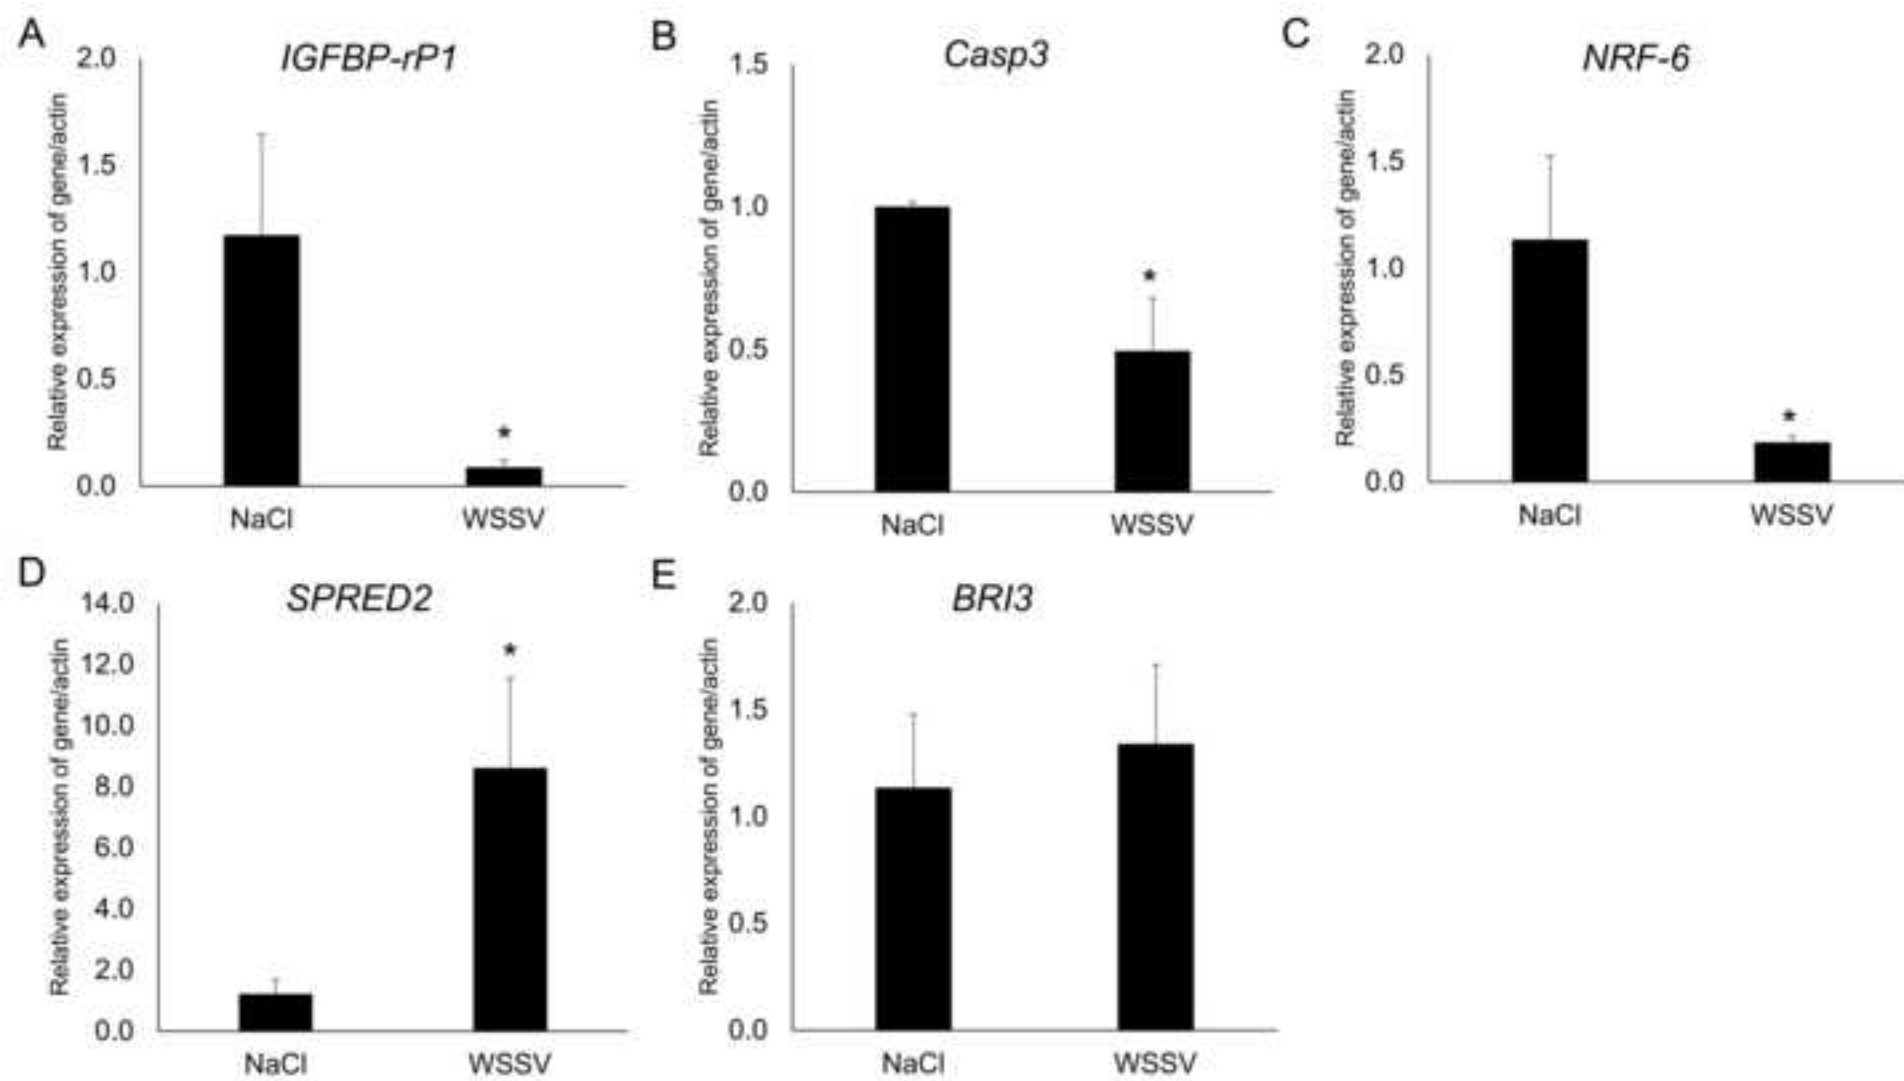 A
IGFBP-rP1
Relative expression of gene/actin
2.0
1.5
1.0
0.5
0.0
*
NaCl
WSSV
B
Casp3
Relative expression of gene/actin
1.5
1.0
0.5
0.0
*
NaCl
WSSV
C
NRF-6
Relative expression of gene/actin
2.0
1.5
1.0
0.5
0.0
*
NaCl
WSSV
D
SPRED2
Relative expression of gene/actin
14.0
12.0
10.0
8.0
6.0
4.0
2.0
0.0
*
NaCl
WSSV
E
BRI3
Relative expression of gene/actin
2.0
1.5
1.0
0.5
0.0
NaCl
WSSV